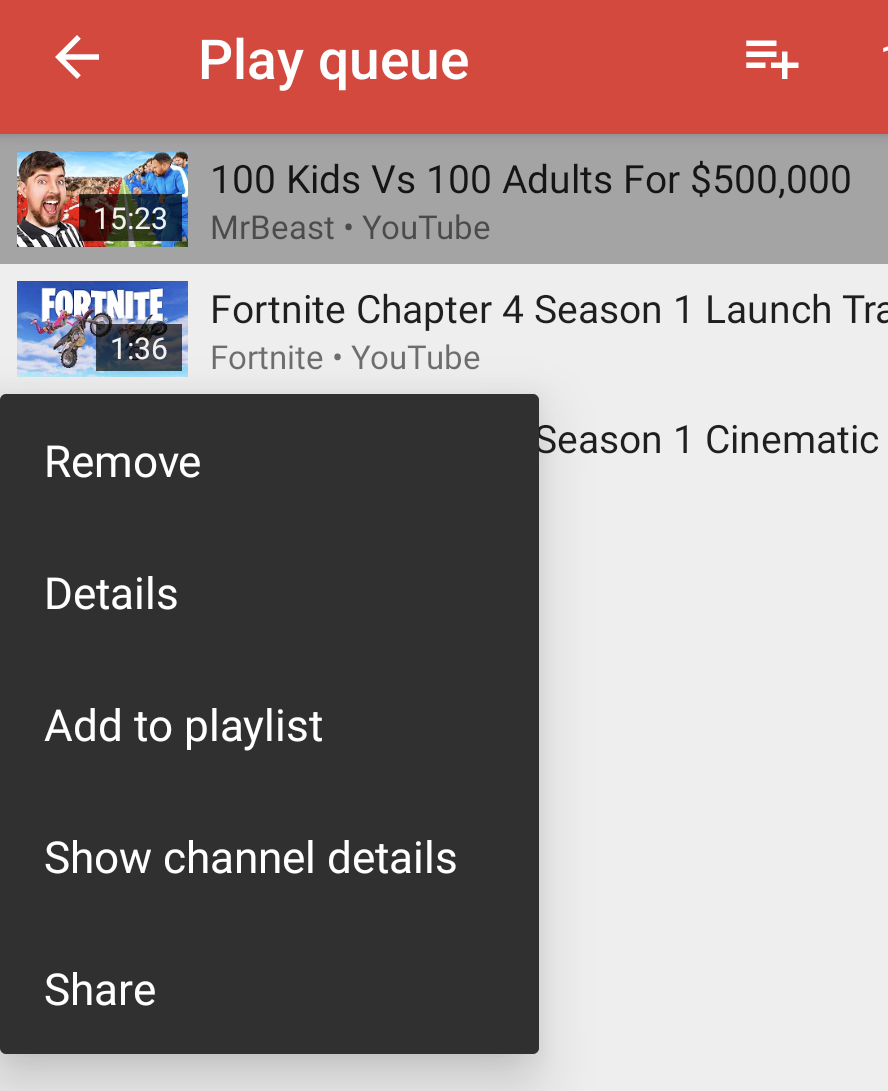 Play queue
15:23
100 Kids Vs 100 Adults For $500,000
MrBeast • YouTube
FORTNITE
1:36
Fortnite Chapter 4 Season 1 Launch
Fortnite • YouTube
Season 1 Cinematic
Remove
Details
Add to playlist
Show channel details
Share